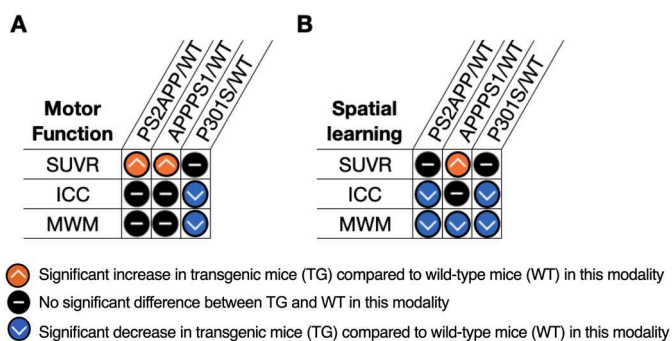 A
B
PS2APP/WT
APPPS1/WT
P301S/WT
PS2APP/WT
APPPS1/WT
P301S/WT
Motor
Function
Spatial
learning
SUVR
SUVR
ICC
ICC
MWM
MWM
Significant increase in transgenic mice (TG) compared to wild-type mice (WT) in this modality
No significant difference between TG and WT in this modality
Significant decrease in transgenic mice (TG) compared to wild-type mice (WT) in this modality